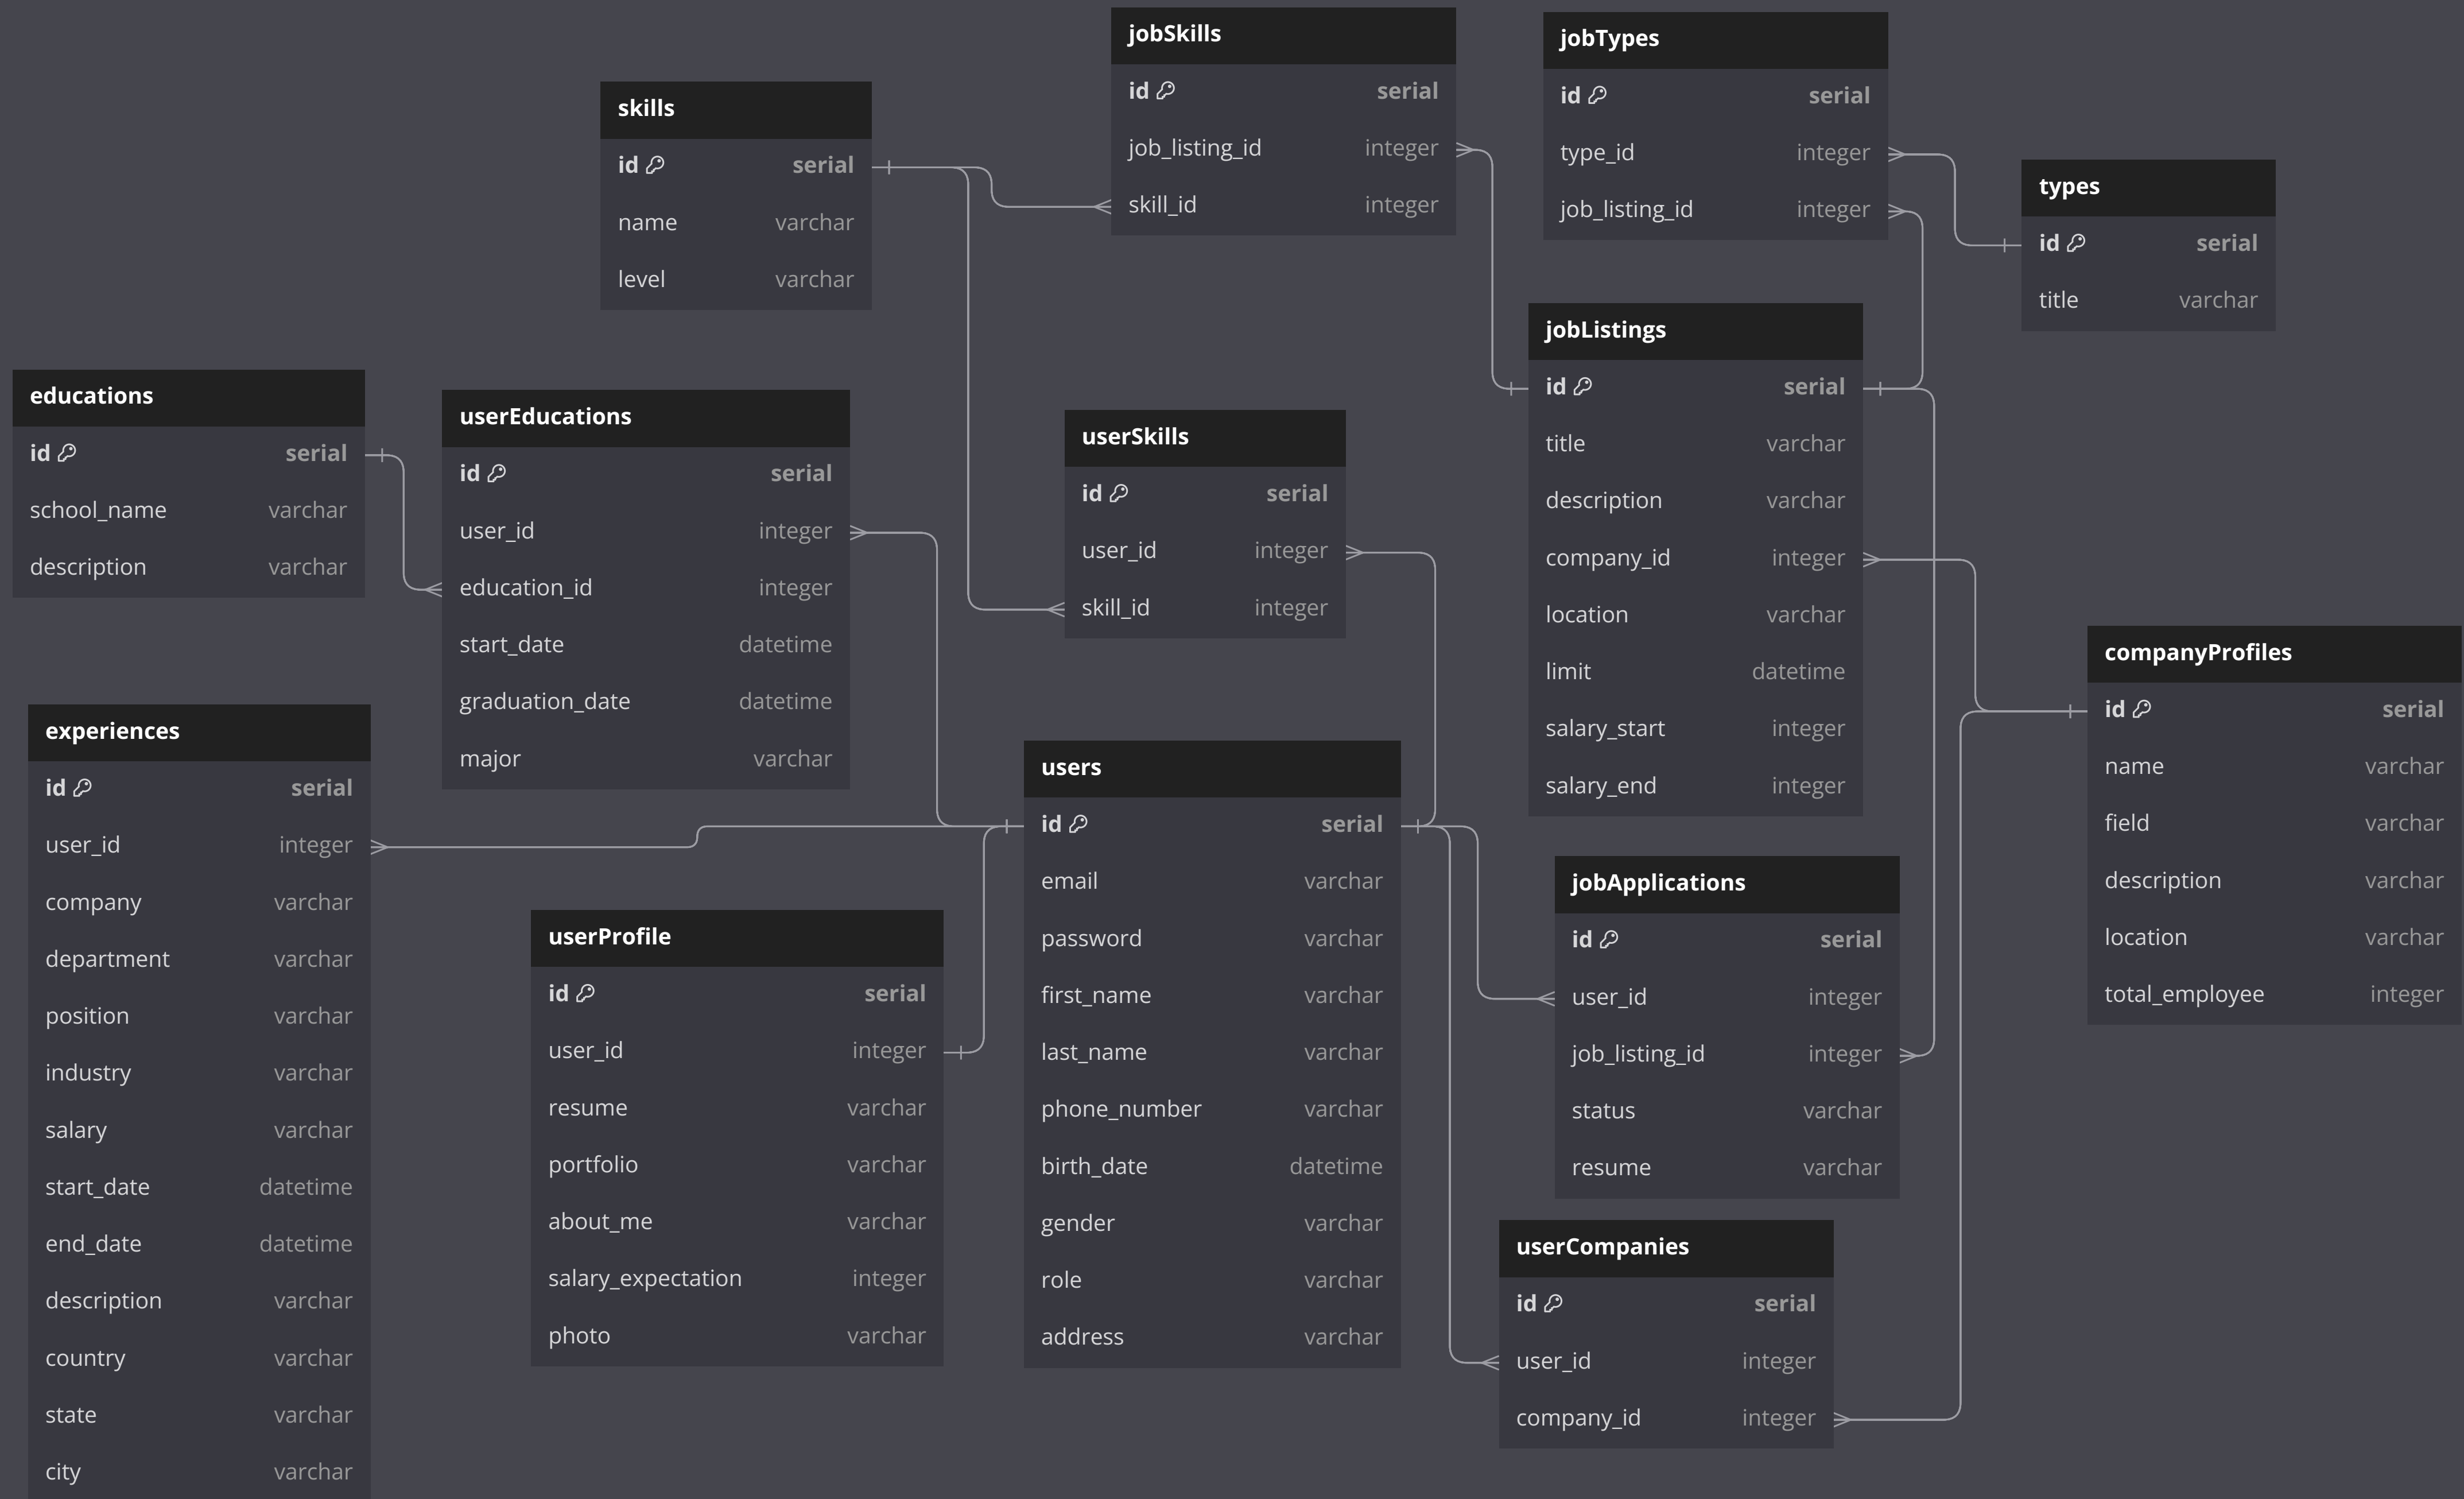 jobSkills
id serial
job_listing_id integer
skill_id integer
jobTypes
id serial
type_id integer
job_listing_id integer
skills
id serial
name varchar
level varchar
types
id serial
title varchar
jobListings
id serial
title varchar
description varchar
company_id integer
location varchar
limit datetime
salary_start integer
salary_end integer
educations
id serial
school_name varchar
description varchar
userEducations
id serial
user_id integer
education_id integer
start_date datetime
graduation_date datetime
major varchar
userSkills
id serial
user_id integer
skill_id integer
companyProfiles
id serial
name varchar
field varchar
description varchar
location varchar
total_employee integer
experiences
id serial
user_id integer
company varchar
department varchar
position varchar
industry varchar
salary varchar
start_date datetime
end_date datetime
description varchar
country varchar
state varchar
city varchar
users
id serial
email varchar
password varchar
first_name varchar
last_name varchar
phone_number varchar
birth_date datetime
gender varchar
role varchar
address varchar
userProfile
id serial
user_id integer
resume varchar
portfolio varchar
about_me varchar
salary_expectation integer
photo varchar
jobApplications
id serial
user_id integer
job_listing_id integer
status varchar
resume varchar
userCompanies
id serial
user_id integer
company_id integer